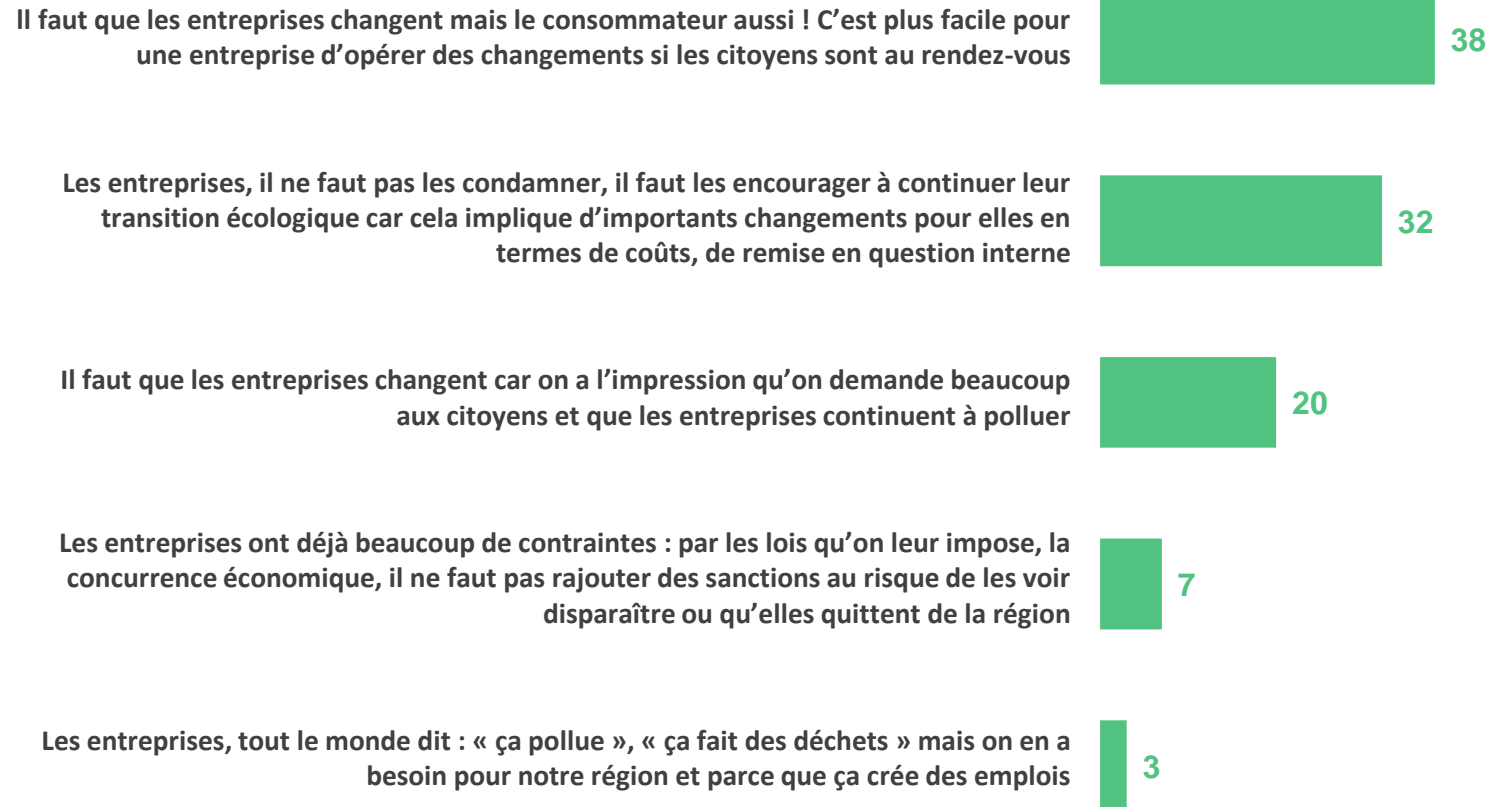 Il faut que les entreprises changent mais le consommateur aussi ! C’est plus facile pour
une entreprise d’opérer des changements si les citoyens sont au rendez-vous
38
Les entreprises, il ne faut pas les condamner, il faut les encourager à continuer leur
transition écologique car cela implique d’importants changements pour elles en
termes de coûts, de remise en question interne
32
Il faut que les entreprises changent car on a l’impression qu’on demande beaucoup
aux citoyens et que les entreprises continuent à polluer
20
Les entreprises ont déjà beaucoup de contraintes : par les lois qu’on leur impose, la
concurrence économique, il ne faut pas rajouter des sanctions au risque de les voir
disparaître ou qu’elles quittent de la région
7
Les entreprises, tout le monde dit : « ça pollue », « ça fait des déchets » mais on en a
besoin pour notre région et parce que ça crée des emplois
3